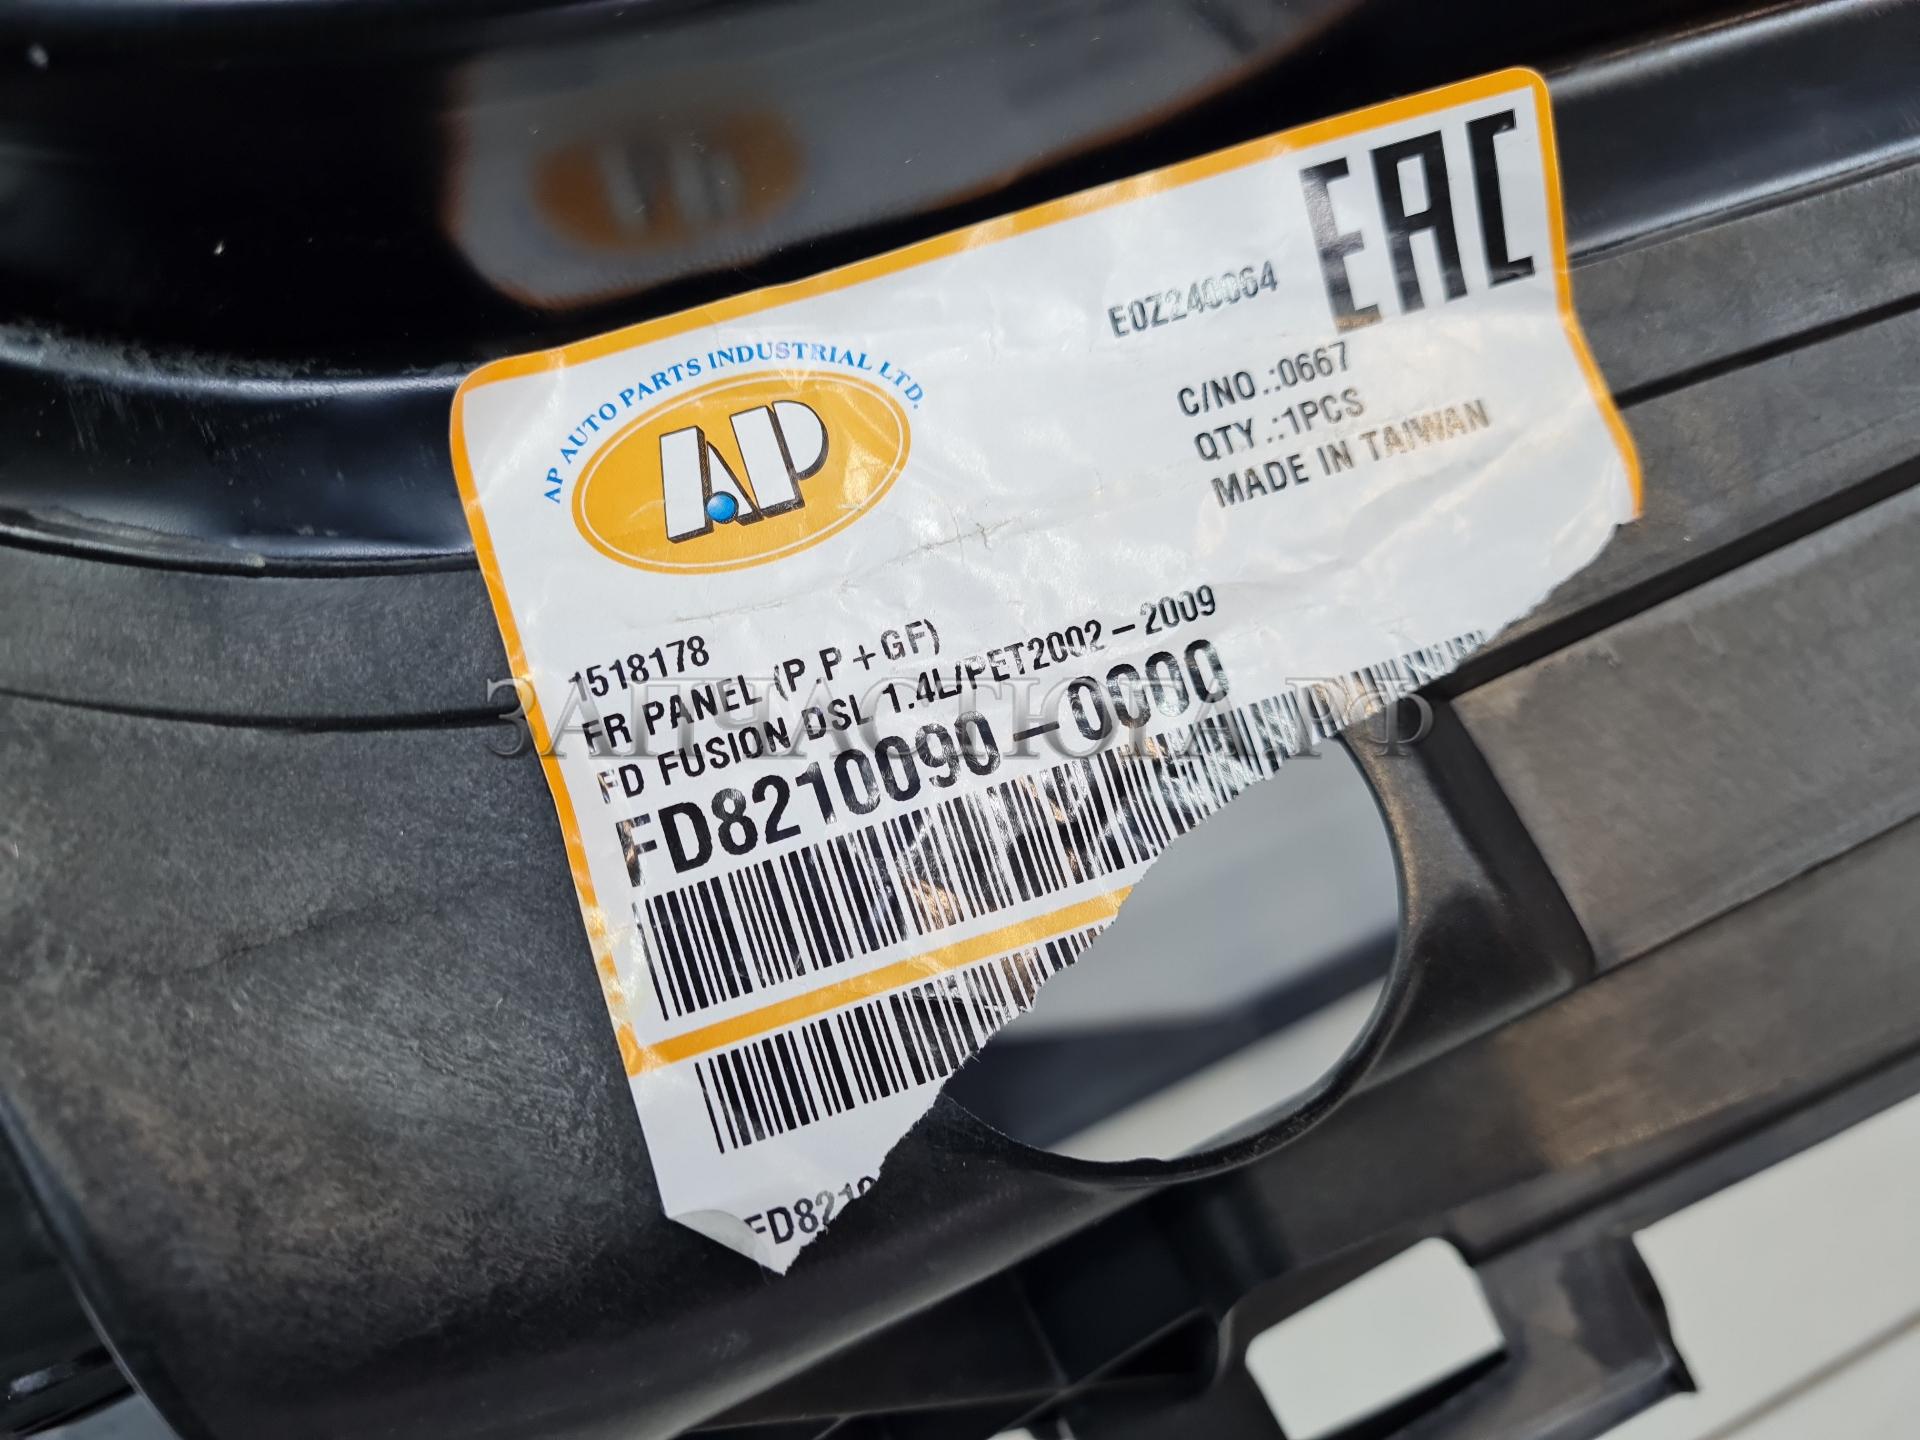 EAC
E0Z240064
AP AUTO PARTS INDUSTRIAL LTD.
AP
C/NO.:0667
QTY.:1PCS
MADE IN TAIWAN
1518178
FR PANEL (P.P+GF)
FD FUSION DSL 1.4L/PET2002-2009
FD8210090-0000
ЗАПЧАСТЮГА.РФ
FD8210